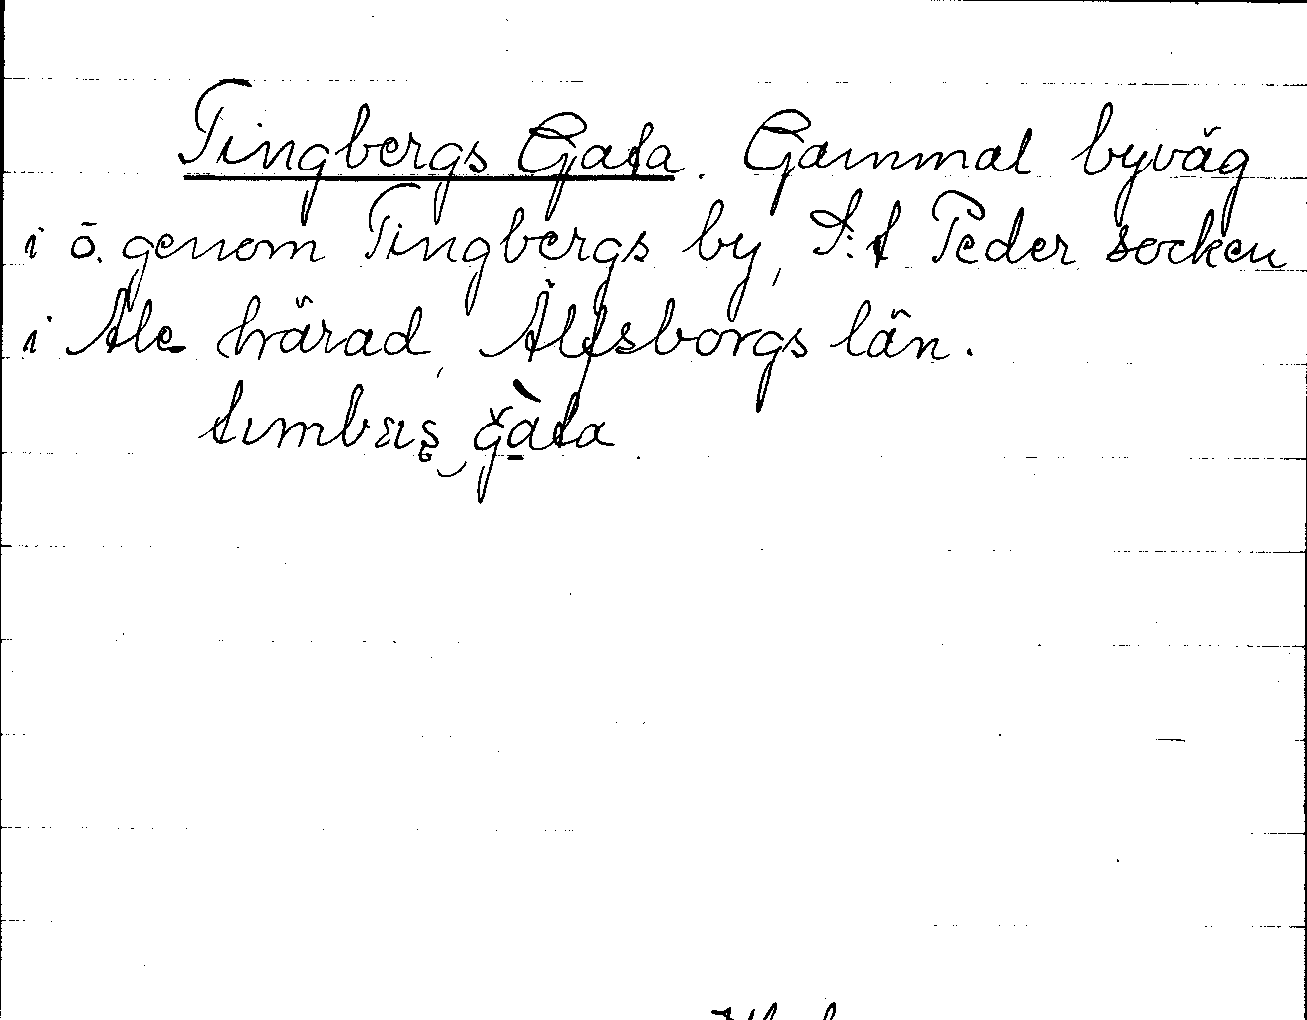 Tingbergs Gata. Gammal byväg
i ö. genom Tingbergs by, S:t Peder socken
i Ale härad, Älfsborgs län.